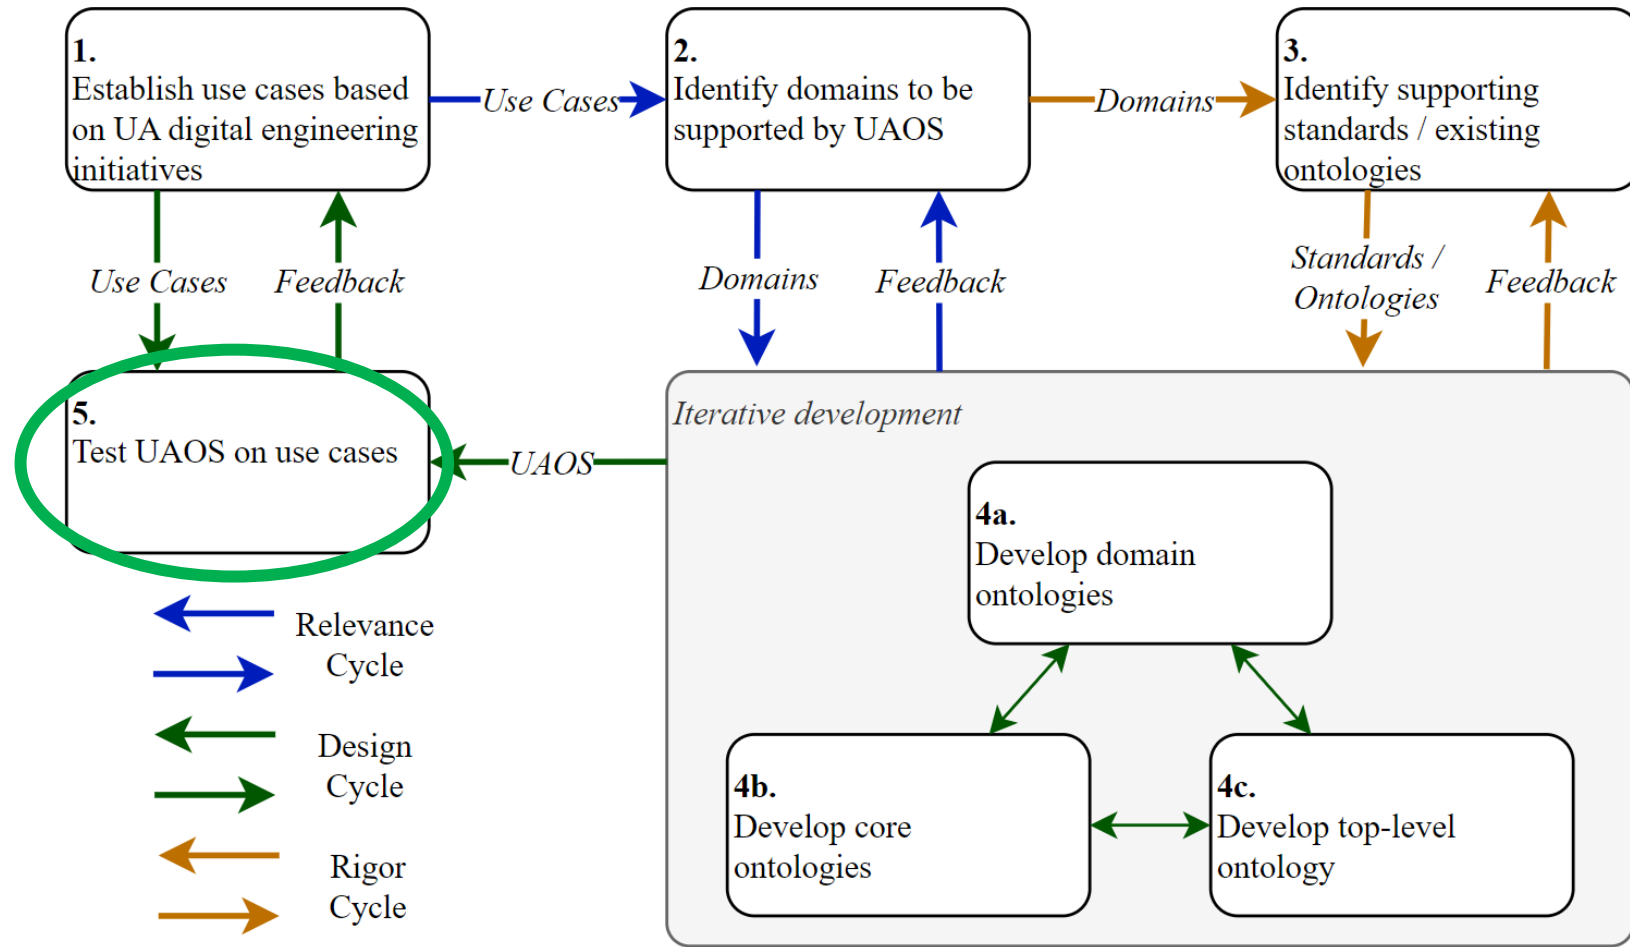 1.
Establish use cases based
on UA digital engineering
initiatives
Use Cases
2.
Identify domains to be
supported by UAOS
Domains
3.
Identify supporting
standards / existing
ontologies
Use Cases
Feedback
Domains
Feedback
Standards /
Ontologies
Feedback
5.
Test UAOS on use cases
UAOS
Iterative development
4a.
Develop domain
ontologies
4b.
Develop core
ontologies
4c.
Develop top-level
ontology
Relevance
Cycle
Design
Cycle
Rigor
Cycle